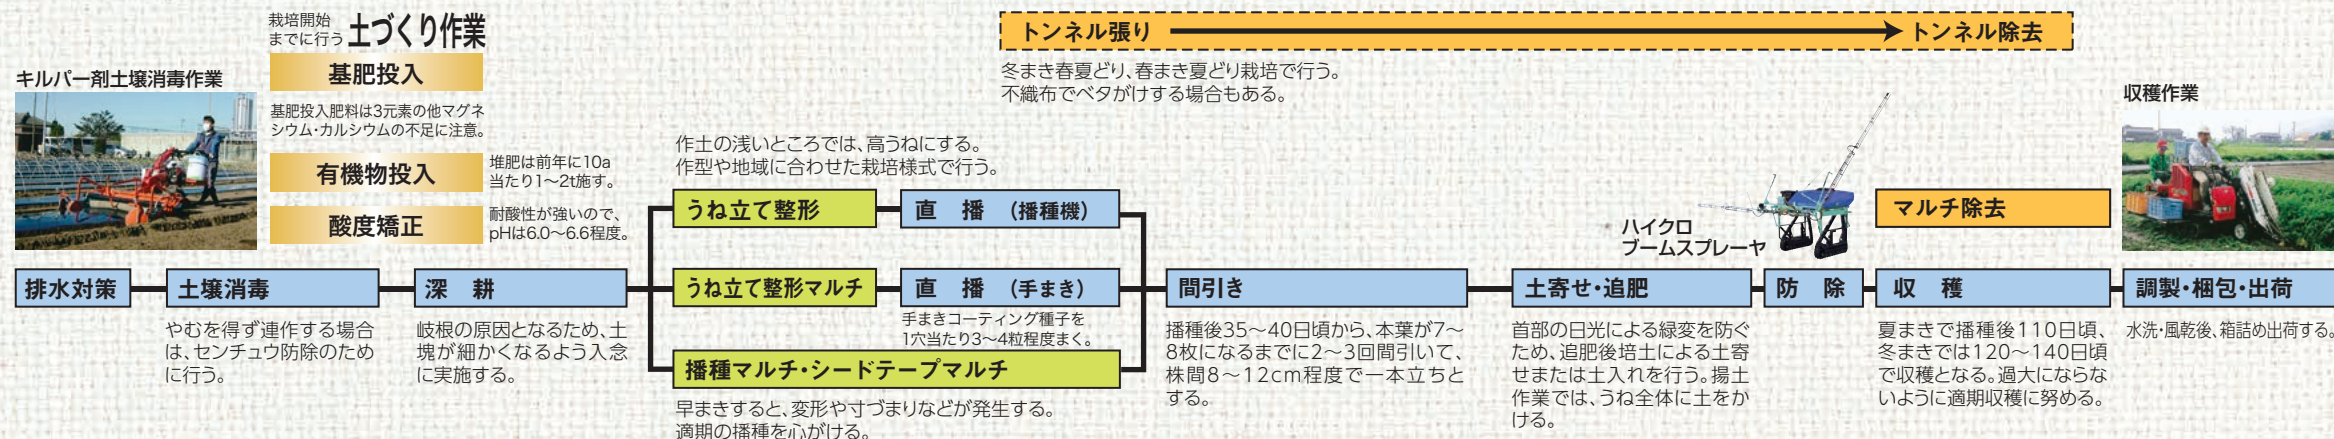 栽培開始
までに行う 土づくり作業
基肥投入
基肥投入肥料は3元素の他マグネ
シウム・カルシウムの不足に注意。
有機物投入
堆肥は前年に10a
当たり1〜2t施す。
酸度矯正
耐酸性が強いので、
pHは6.0〜6.6程度。
キルパー剤土壌消毒作業
トンネル張り
トンネル除去
冬まき春夏どり、春まき夏どり栽培で行う。
不織布でベタがけする場合もある。
作土の浅いところでは、高うねにする。
作型や地域に合わせた栽培様式で行う。
排水対策
土壌消毒
やむを得ず連作する場合
は、センチュウ防除のため
に行う。
深 耕
岐根の原因となるため、土
塊が細かくなるよう入念
に実施する。
うね立て整形
直 播 (播種機)
うね立て整形マルチ
直 播 (手まき)
手まきコーティング種子を
1穴当たり3〜4粒程度まく。
播種マルチ・シードテープマルチ
早まきすると、変形や寸づまりなどが発生する。
適期の播種を心がける。
間引き
播種後35〜40日頃から、本葉が7〜
8枚になるまでに2〜3回間引いて、
株間8〜12cm程度で一本立ちと
する。
土寄せ・追肥
首部の日光による緑変を防ぐ
ため、追肥後培土による土寄
せまたは土入れを行う。揚土
作業では、うね全体に土をか
ける。
ハイクロ
ブームスプレーヤ
防 除
マルチ除去
収 穫
夏まきで播種後110日頃、
冬まきでは120〜140日頃
で収穫となる。過大にならな
いように適期収穫に努める。
収穫作業
調製・梱包・出荷
水洗・風乾後、箱詰め出荷する。